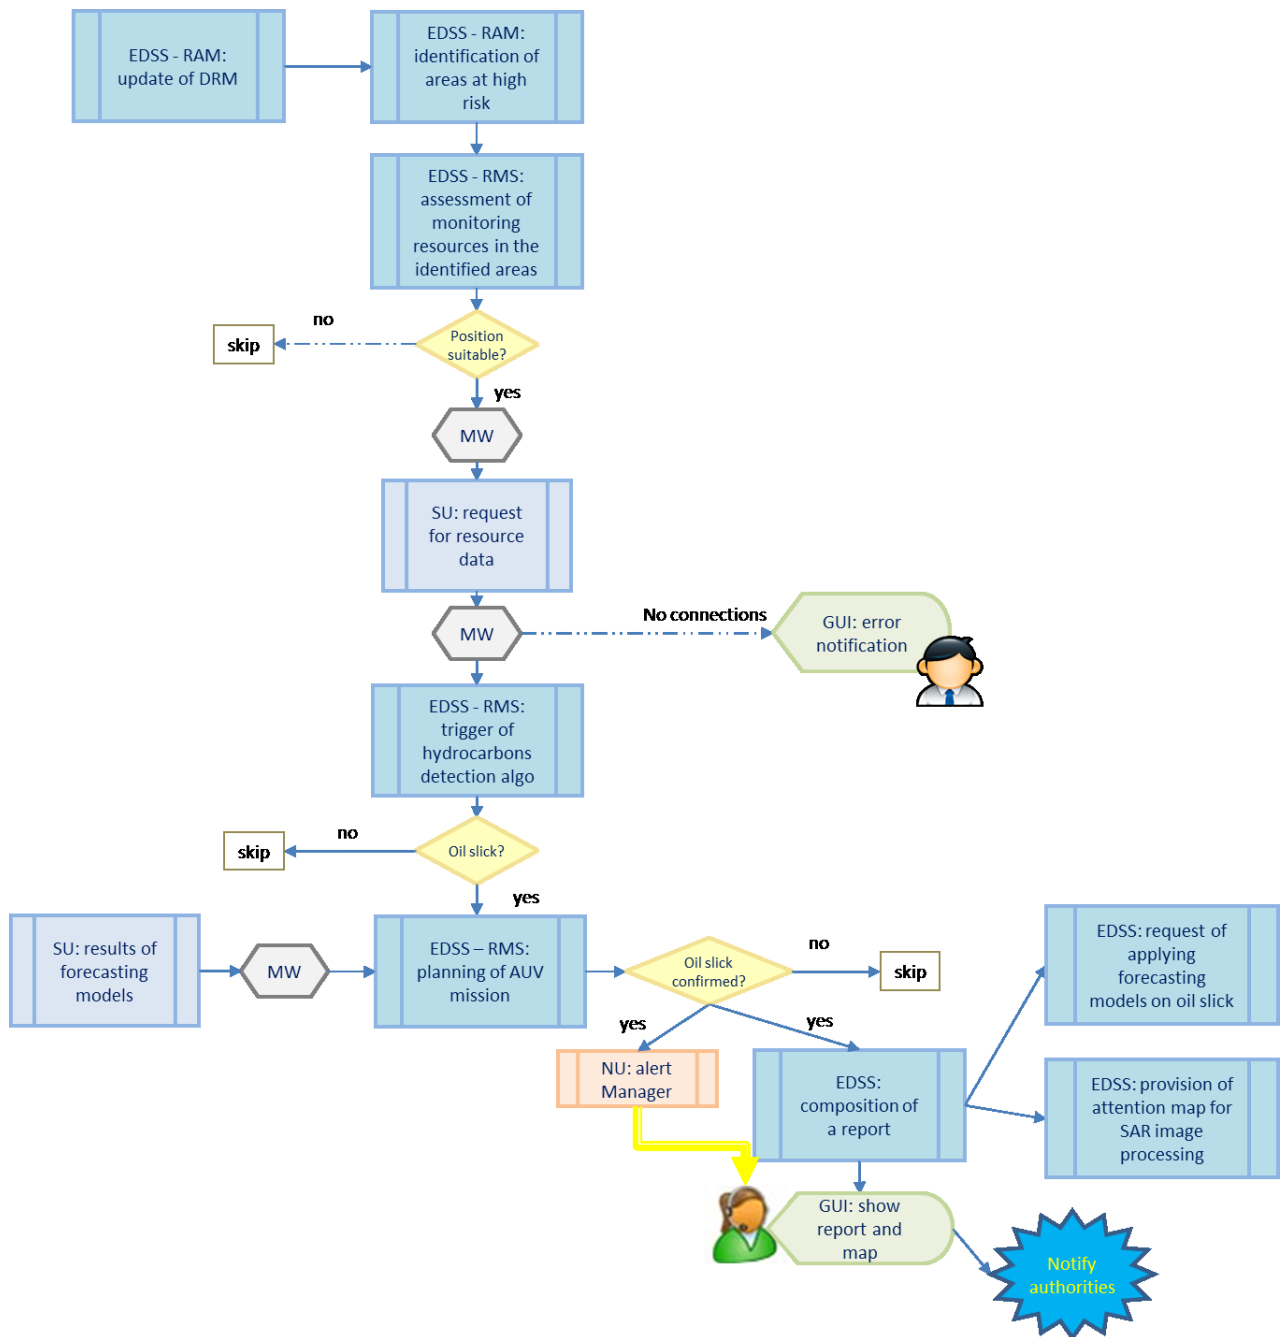 EDSS - RAM:
update of DRM
EDSS - RAM:
identification of
areas at high
risk
EDSS - RMS:
assessment of
monitoring
resources in the
identified areas
Position
suitable?
no
skip
yes
MW
SU: request
for resource
data
MW
No connections
GUI: error
notification
EDSS - RMS:
trigger of
hydrocarbons
detection algo
Oil slick?
no
skip
yes
SU: results of
forecasting
models
MW
EDSS – RMS:
planning of AUV
mission
Oil slick
confirmed?
no
skip
yes
yes
NU: alert
Manager
EDSS:
composition of
a report
EDSS: request of
applying
forecasting
models on oil slick
EDSS: provision of
attention map for
SAR image
processing
GUI: show
report and
map
Notify
authorities